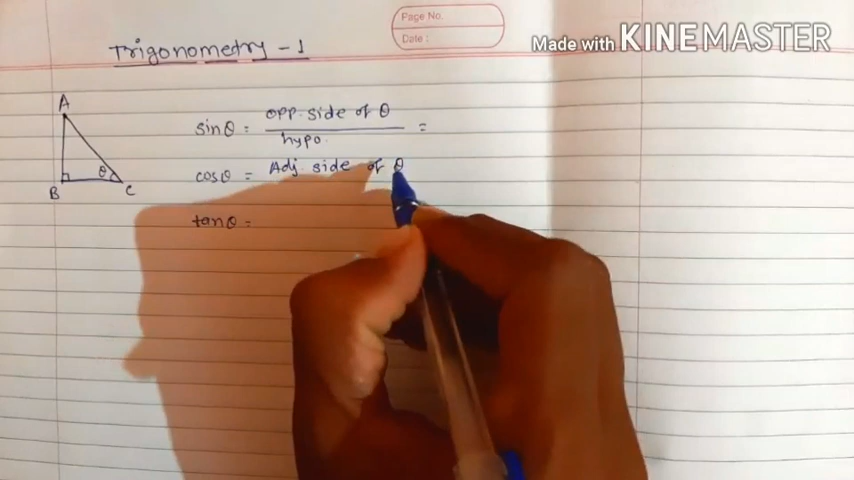 Page No.
Date :
Made with KINEMASTER
Trigonometry - 1
A
B
C
θ
sinθ = opp. side of θ
hypo.
=
cosθ = Adj. side of θ
tanθ =